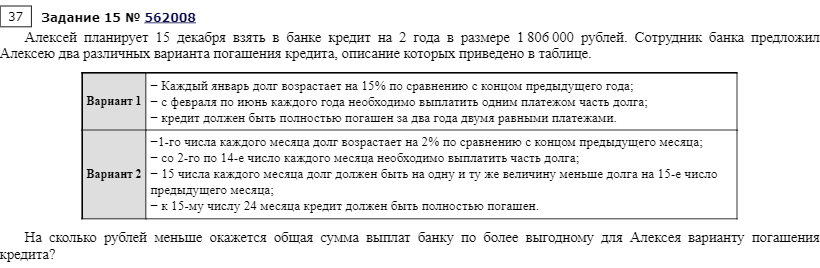 37 Задание 15 № 562008
Алексей планирует 15 декабря взять в банке кредит на 2 года в размере 1 806 000 рублей. Сотрудник банка предложил
Алексею два различных варианта погашения кредита, описание которых приведено в таблице.
− Каждый январь долг возрастает на 15% по сравнению с концом предыдущего года;
Вариант 1 − с февраля по июнь каждого года необходимо выплатить одним платежом часть долга;
− кредит должен быть полностью погашен за два года двумя равными платежами.
−1-го числа каждого месяца долг возрастает на 2% по сравнению с концом предыдущего месяца;
− со 2-го по 14-е число каждого месяца необходимо выплатить часть долга;
Вариант 2 − 15 числа каждого месяца долг должен быть на одну и ту же величину меньше долга на 15-е число
предыдущего месяца;
− к 15-му числу 24 месяца кредит должен быть полностью погашен.
На сколько рублей меньше окажется общая сумма выплат банку по более выгодному для Алексея варианту погашения
кредита?